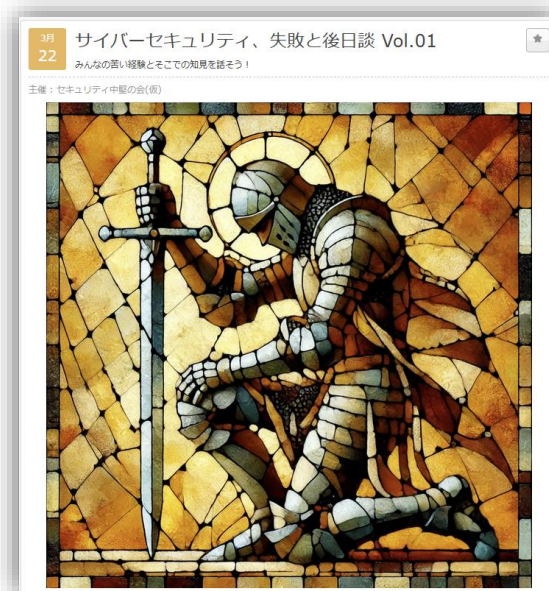 3月
22
サイバーセキュリティ、失敗と後日談 Vol.01
みんなの苦い経験とそこでの知見を話そう！
主催：セキュリティ中堅の会(仮)